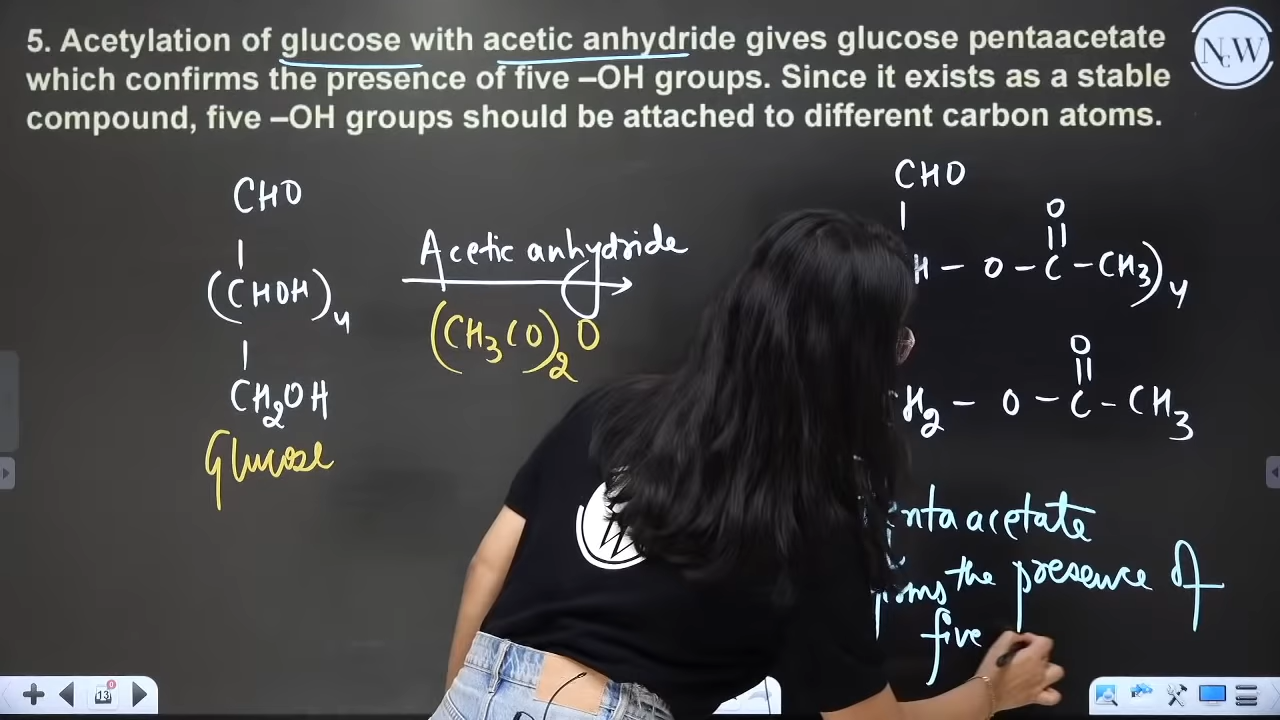 5. Acetylation of glucose with acetic anhydride gives glucose pentaacetate
which confirms the presence of five –OH groups. Since it exists as a stable
compound, five –OH groups should be attached to different carbon atoms.
NcW
CHO
|
(CHOH)4
|
CH2OH
Glucose
Acetic anhydride
(CH3CO)2O
CHO
|
O
||
H – O – C – CH3)4
O
||
H2 – O – C – CH3
ntaacetate
the presence of
five
W
13